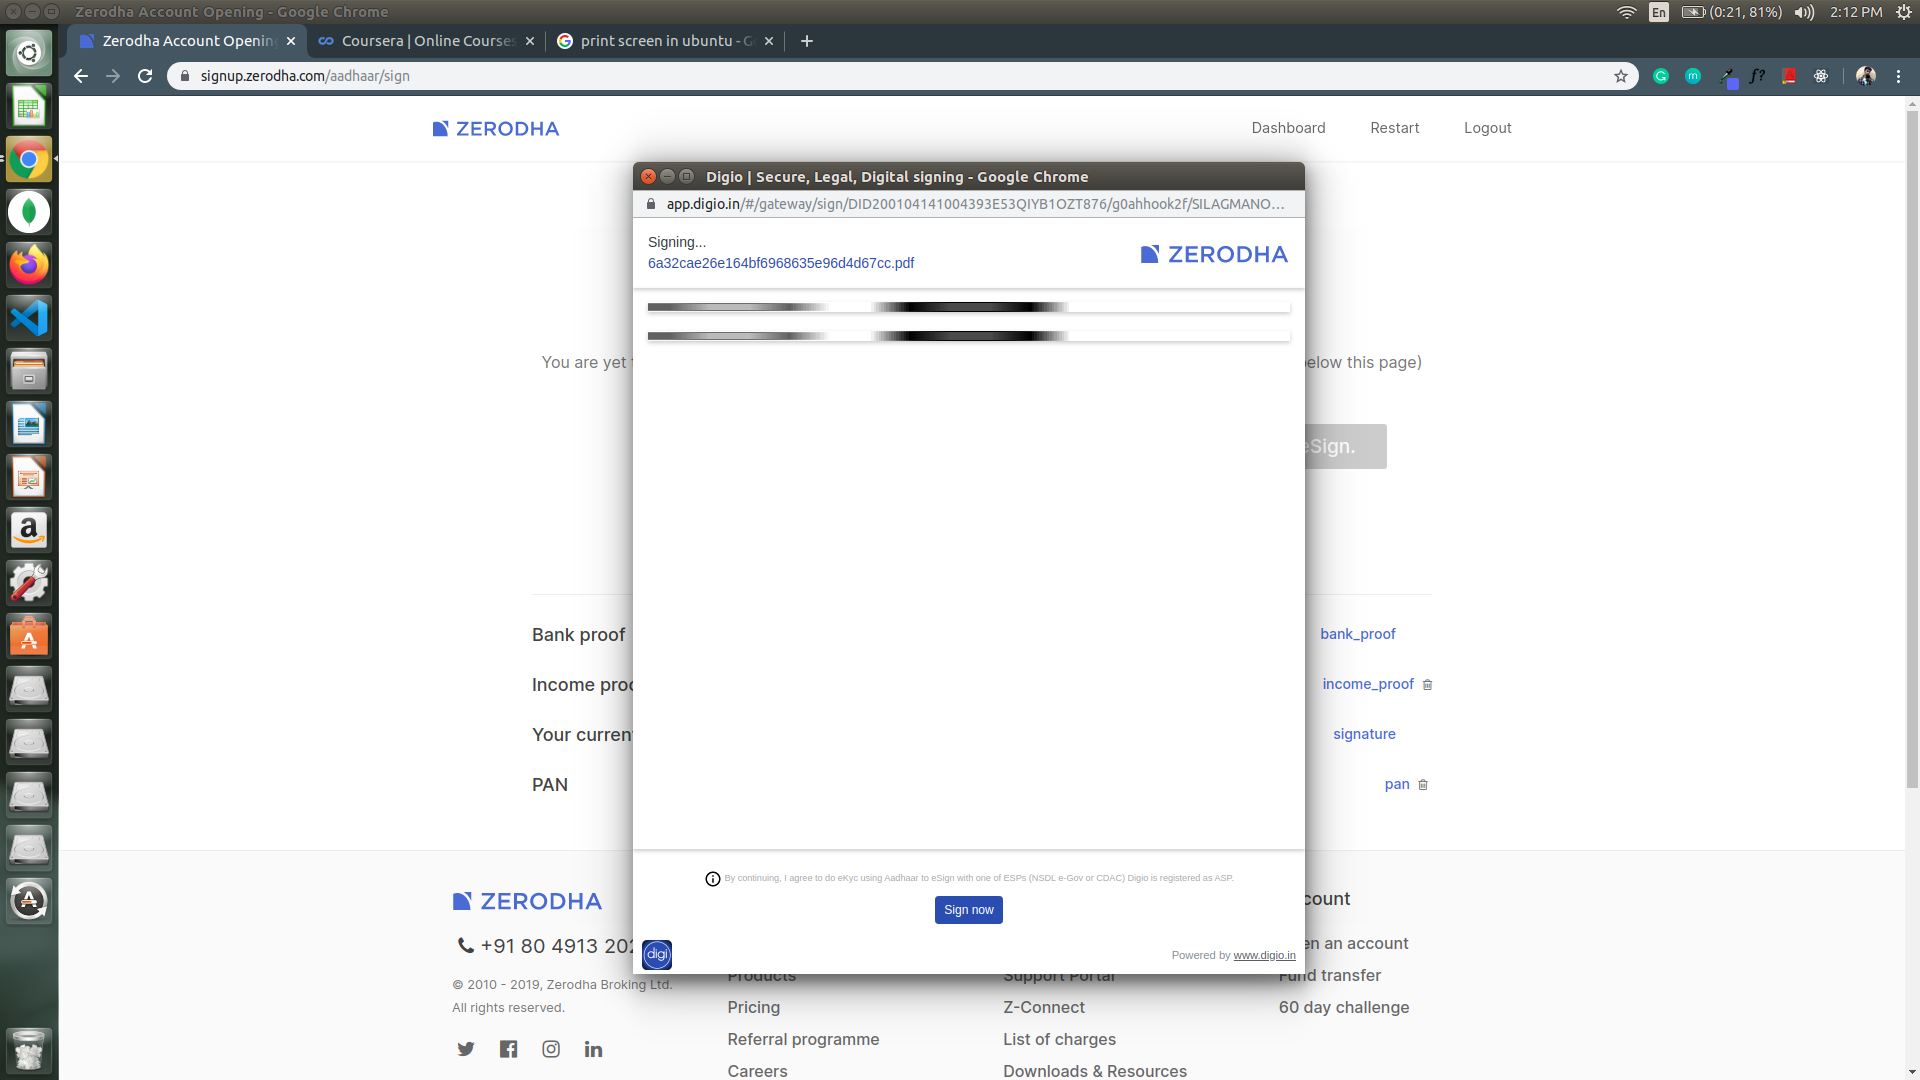 Zerodha Account Opening - Google Chrome
En
(0:21, 81%)
2:12 PM
Zerodha Account Opening
Coursera | Online Courses
print screen in ubuntu - G
signup.zerodha.com/aadhaar/sign
ZERODHA
Dashboard
Restart
Logout
Digio | Secure, Legal, Digital signing - Google Chrome
app.digio.in/#/gateway/sign/DID200104141004393E53QIYB1OZT876/g0ahhook2f/SILAGMANO...
Signing...
6a32cae26e164bf6968635e96d4d67cc.pdf
ZERODHA
You are yet
below this page)
eSign.
Bank proof
bank_proof
Income proo
income_proof
Your current
signature
PAN
pan
By continuing, I agree to do eKyc using Aadhaar to eSign with one of ESPs (NSDL e-Gov or CDAC) Digio is registered as ASP.
Sign now
digi
Powered by www.digio.in
ZERODHA
+91 80 4913 202
© 2010 - 2019, Zerodha Broking Ltd.
All rights reserved.
Products
Pricing
Referral programme
Careers
Support Portal
Z-Connect
List of charges
Downloads & Resources
count
en an account
Fund transfer
60 day challenge